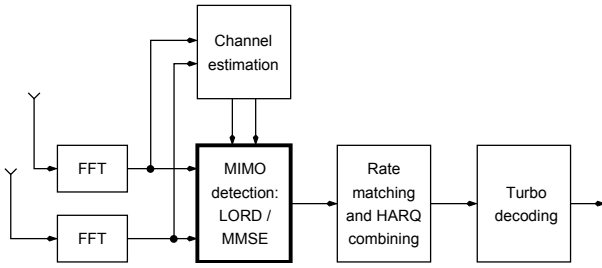 Channel
estimation
FFT
FFT
MIMO
detection:
LORD /
MMSE
Rate
matching
and HARQ
combining
Turbo
decoding